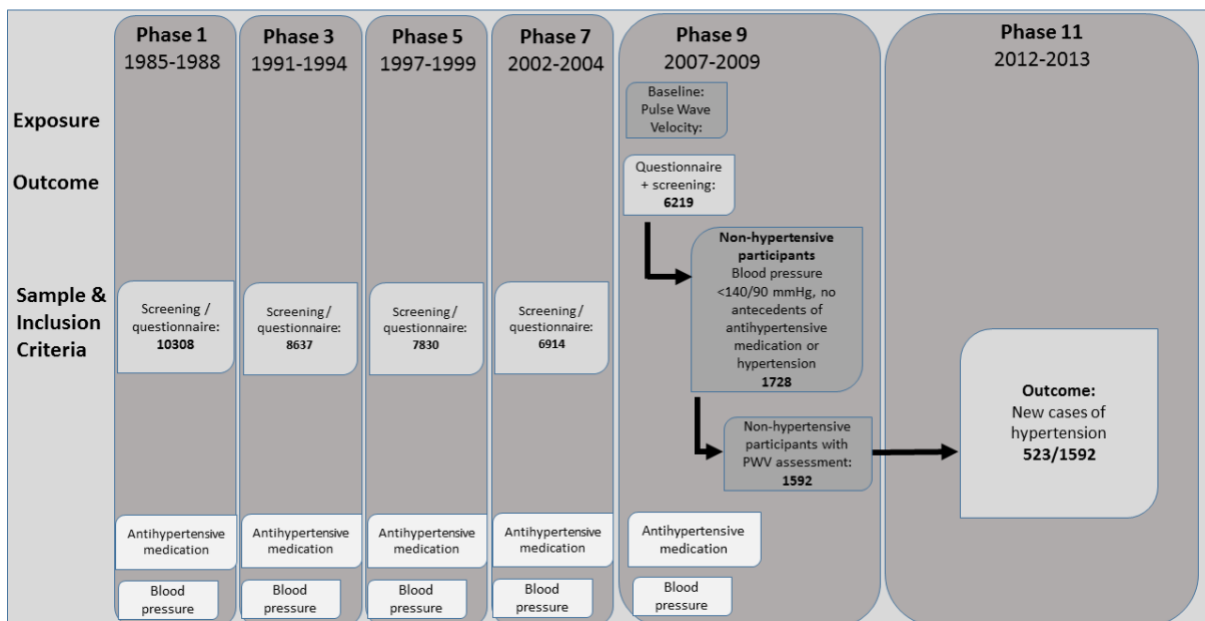 Phase 1
1985-1988
Phase 3
1991-1994
Phase 5
1997-1999
Phase 7
2002-2004
Phase 9
2007-2009
Phase 11
2012-2013
Exposure
Baseline:
Pulse Wave
Velocity:
Outcome
Questionnaire
+ screening:
6219
Non-hypertensive
participants
Blood pressure
<140/90 mmHg, no
antecedents of
antihypertensive
medication or
hypertension
1728
Sample &
Inclusion
Criteria
Screening /
questionnaire:
10308
Screening /
questionnaire:
8637
Screening /
questionnaire:
7830
Screening /
questionnaire:
6914
Non-hypertensive
participants with
PWV assessment:
1592
Outcome:
New cases of
hypertension
523/1592
Antihypertensive
medication
Antihypertensive
medication
Antihypertensive
medication
Antihypertensive
medication
Antihypertensive
medication
Blood
pressure
Blood
pressure
Blood
pressure
Blood
pressure
Blood
pressure